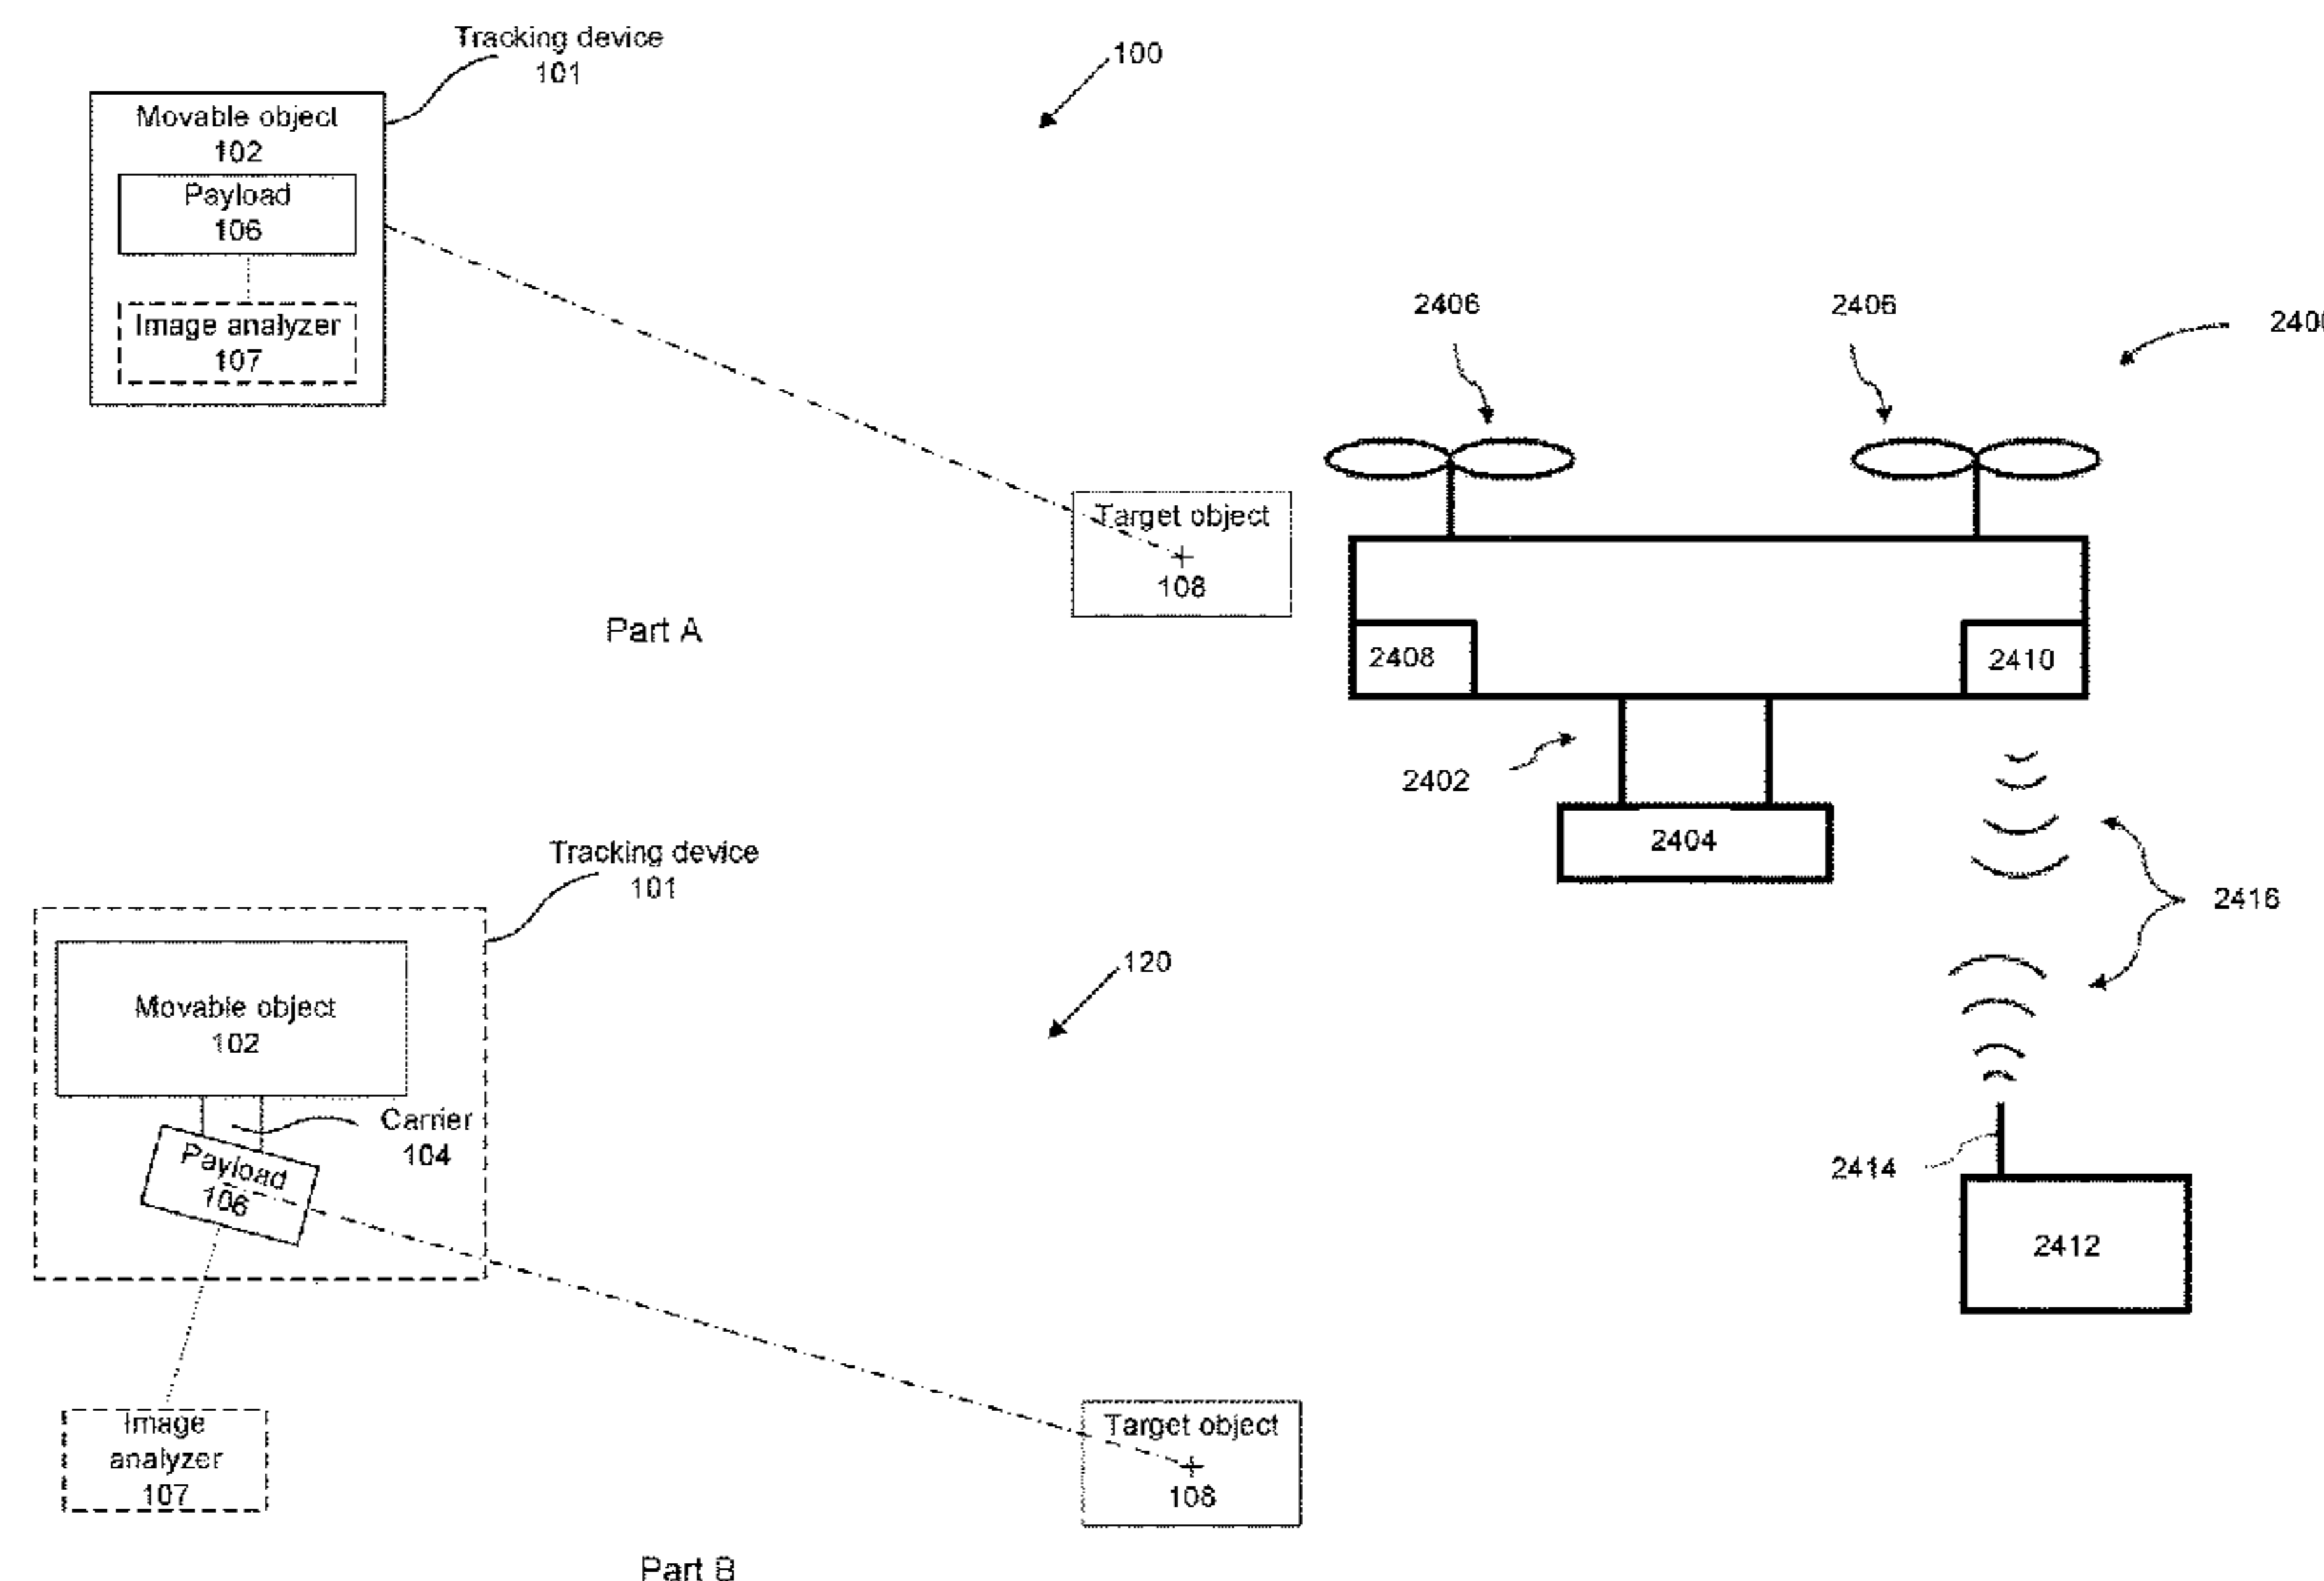 Tracking device
101
100
Movable object
102
Payload
106
Image analyzer
107
Target object
108
Part A
2406
2406
2408
2410
2402
2404
2416
2414
2412
Tracking device
101
120
Movable object
102
Carrier
104
Payload
106
Image
analyzer
107
Target object
108
Part B